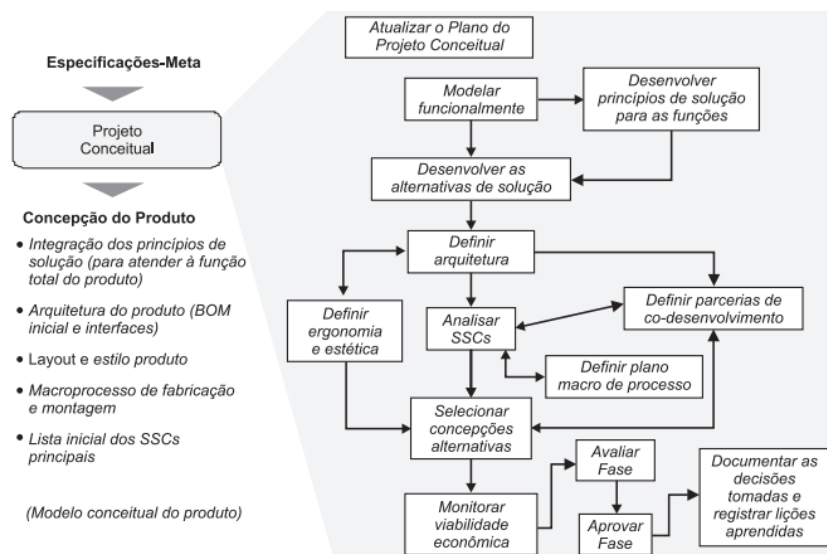 Especificações-Meta
Projeto
Conceitual
Concepção do Produto
• Integração dos princípios de
solução (para atender à função
total do produto)
• Arquitetura do produto (BOM
inicial e interfaces)
• Layout e estilo produto
• Macroprocesso de fabricação
e montagem
• Lista inicial dos SSCs
principais
(Modelo conceitual do produto)
Atualizar o Plano do
Projeto Conceitual
Modelar
funcionalmente
Desenvolver
princípios de solução
para as funções
Desenvolver as
alternativas de solução
Definir
arquitetura
Definir
ergonomia
e estética
Analisar
SSCs
Definir parcerias de
co-desenvolvimento
Definir plano
macro de processo
Selecionar
concepções
alternativas
Monitorar
viabilidade
econômica
Avaliar
Fase
Aprovar
Fase
Documentar as
decisões
tomadas e
registrar lições
aprendidas